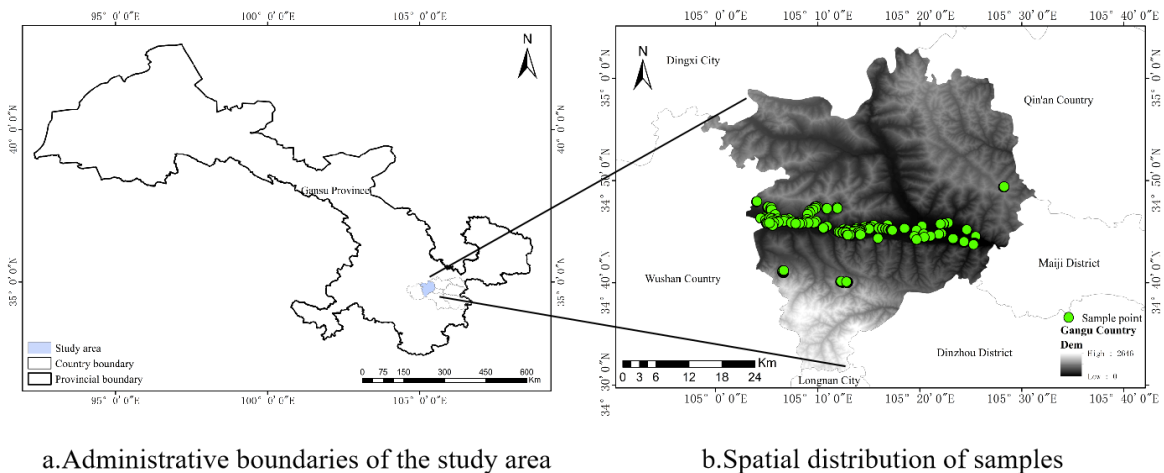 95° 0'0"E 100° 0'0"E 105° 0'0"E
N
40° 0'0"N
40° 0'0"N
Gansu Province
35° 0'0"N
35° 0'0"N
Study area
Country boundary
Provincial boundary
0 75 150 300 450 600
Km
95° 0'0"E 100° 0'0"E 105° 0'0"E
a.Administrative boundaries of the study area
105° 0'0"E 105° 10'0"E 105° 20'0"E 105° 30'0"E 105° 40'0"E
N
Dingxi City
Qin'an Country
35° 0'0"N
35° 0'0"N
34° 50'0"N
34° 50'0"N
Wushan Country
Maiji District
34° 40'0"N
34° 40'0"N
Sample point
Gangu Country
Dem
High : 2646
Low : 0
Dinzhou District
Km
0 3 6 12 18 24
Longnan City
34° 30'0"N
34° 30'0"N
105° 0'0"E 105° 10'0"E 105° 20'0"E 105° 30'0"E 105° 40'0"E
b.Spatial distribution of samples